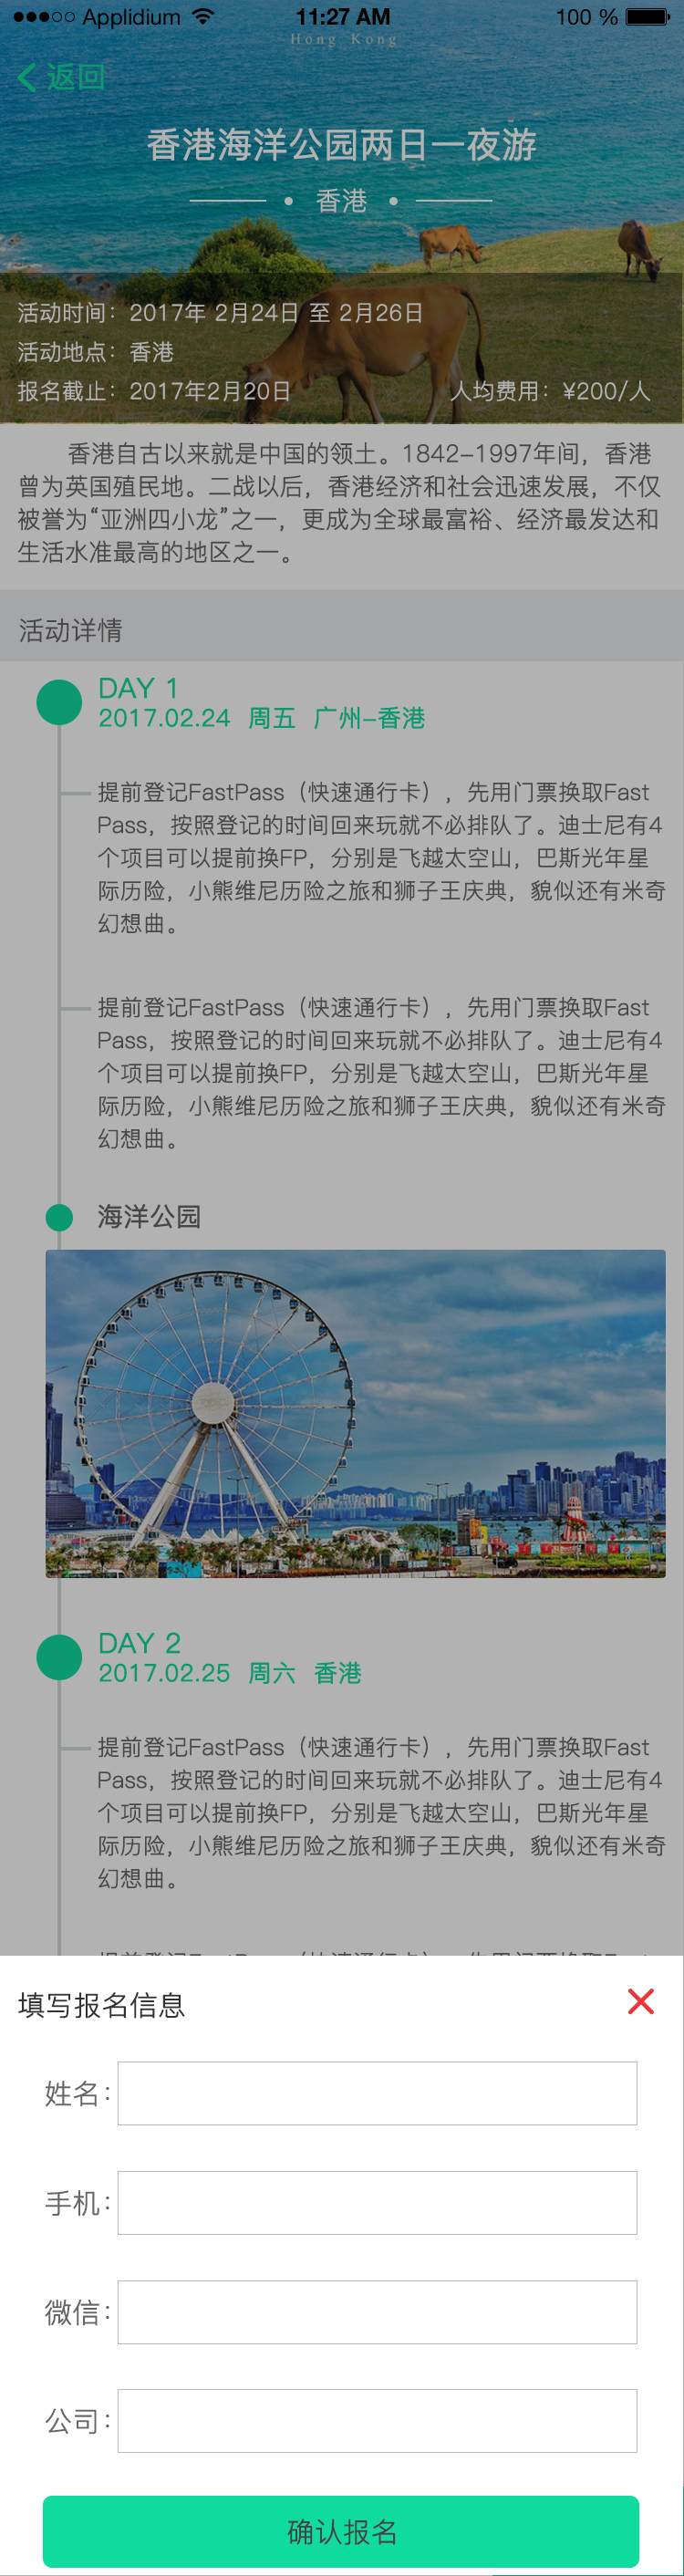 Applidium 11:27 AM 100 %
Hong Kong
返回
香港海洋公园两日一夜游
香港
活动时间：2017年 2月24日 至 2月26日
活动地点：香港
报名截止：2017年2月20日 人均费用：¥200/人
香港自古以来就是中国的领土。1842-1997年间，香港
曾为英国殖民地。二战以后，香港经济和社会迅速发展，不仅
被誉为“亚洲四小龙”之一，更成为全球最富裕、经济最发达和
生活水准最高的地区之一。
活动详情
DAY 1
2017.02.24 周五 广州-香港
提前登记FastPass（快速通行卡），先用门票换取Fast
Pass，按照登记的时间回来玩就不必排队了。迪士尼有4
个项目可以提前换FP，分别是飞越太空山，巴斯光年星
际历险，小熊维尼历险之旅和狮子王庆典，貌似还有米奇
幻想曲。
提前登记FastPass（快速通行卡），先用门票换取Fast
Pass，按照登记的时间回来玩就不必排队了。迪士尼有4
个项目可以提前换FP，分别是飞越太空山，巴斯光年星
际历险，小熊维尼历险之旅和狮子王庆典，貌似还有米奇
幻想曲。
海洋公园
DAY 2
2017.02.25 周六 香港
提前登记FastPass（快速通行卡），先用门票换取Fast
Pass，按照登记的时间回来玩就不必排队了。迪士尼有4
个项目可以提前换FP，分别是飞越太空山，巴斯光年星
际历险，小熊维尼历险之旅和狮子王庆典，貌似还有米奇
幻想曲。
填写报名信息
姓名：
手机：
微信：
公司：
确认报名